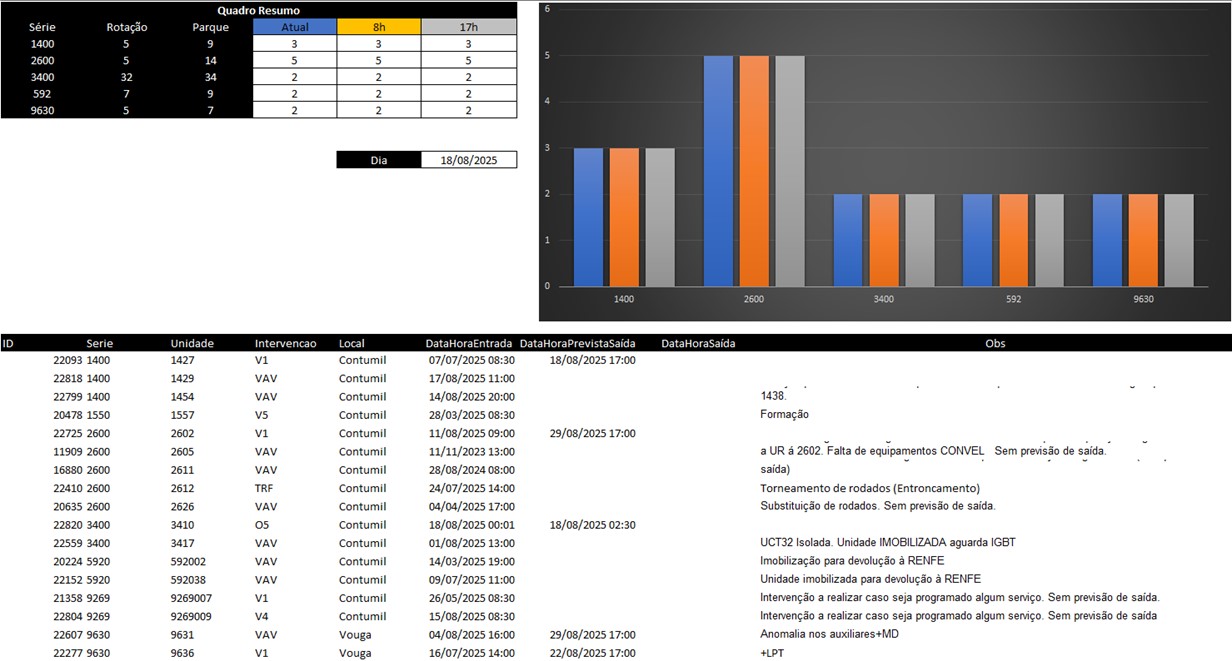 Quadro Resumo
Série Rotação Parque Atual 8h 17h
1400 5 9 3 3 3
2600 5 14 5 5 5
3400 32 34 2 2 2
592 7 9 2 2 2
9630 5 7 2 2 2
Dia 18/08/2025
6
5
4
3
2
1
0
1400 2600 3400 592 9630
ID Serie Unidade Intervencao Local DataHoraEntrada DataHoraPrevistaSaída DataHoraSaída Obs
22093 1400 1427 V1 Contumil 07/07/2025 08:30 18/08/2025 17:00
22818 1400 1429 VAV Contumil 17/08/2025 11:00
22799 1400 1454 VAV Contumil 14/08/2025 20:00 1438.
20478 1550 1557 V5 Contumil 28/03/2025 08:30 Formação
22725 2600 2602 V1 Contumil 11/08/2025 09:00 29/08/2025 17:00
11909 2600 2605 VAV Contumil 11/11/2023 13:00 a UR á 2602. Falta de equipamentos CONVEL Sem previsão de saída.
16880 2600 2611 VAV Contumil 28/08/2024 08:00 saída)
22410 2600 2612 TRF Contumil 24/07/2025 14:00 Torneamento de rodados (Entroncamento)
20635 2600 2626 VAV Contumil 04/04/2025 17:00 Substituição de rodados. Sem previsão de saída.
22820 3400 3410 O5 Contumil 18/08/2025 00:01 18/08/2025 02:30
22559 3400 3417 VAV Contumil 01/08/2025 13:00 UCT32 Isolada. Unidade IMOBILIZADA aguarda IGBT
20224 5920 592002 VAV Contumil 14/03/2025 19:00 Imobilização para devolução à RENFE
22152 5920 592038 VAV Contumil 09/07/2025 11:00 Unidade imobilizada para devolução à RENFE
21358 9269 9269007 V1 Contumil 26/05/2025 08:30 Intervenção a realizar caso seja programado algum serviço. Sem previsão de saída.
22804 9269 9269009 V4 Contumil 15/08/2025 08:30 Intervenção a realizar caso seja programado algum serviço. Sem previsão de saída
22607 9630 9631 VAV Vouga 04/08/2025 16:00 29/08/2025 17:00 Anomalia nos auxiliares+MD
22277 9630 9636 V1 Vouga 16/07/2025 14:00 22/08/2025 17:00 +LPT